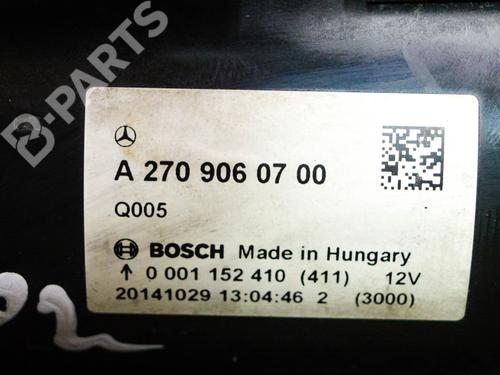 B-PARTS
A 270 906 07 00
Q005
BOSCH Made in Hungary
↑ 0 001 152 410 (411) 12V
20141029 13:04:46 2 (3000)